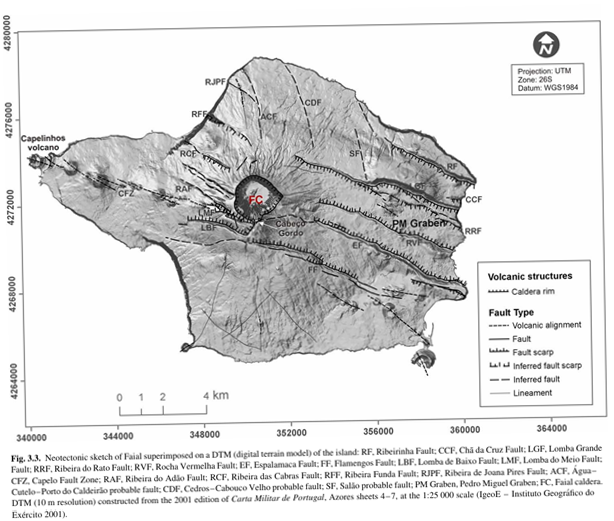 4280000
Projection: UTM
Zone: 26S
Datum: WGS1984
RJPF
CDF
ACF
RFF
4276000
Capelinhos
volcano
RCF
SF
RF
RAF
CFZ
FC
CCF
4272000
LMF
LBF
Cabeço
Gordo
PM Graben
RRF
RVF
EF
FF
4268000
Volcanic structures
Caldera rim
Fault Type
Volcanic alignment
Fault
Fault scarp
Inferred fault scarp
Inferred fault
Lineament
4264000
0 1 2 4 km
340000 344000 348000 352000 356000 360000 364000
Fig. 3.3. Neotectonic sketch of Faial superimposed on a DTM (digital terrain model) of the island: RF, Ribeirinha Fault; CCF, Chã da Cruz Fault; LGF, Lomba Grande
Fault; RRF, Ribeira do Rato Fault; RVF, Rocha Vermelha Fault; EF, Espalamaca Fault; FF, Flamengos Fault; LBF, Lomba de Baixo Fault; LMF, Lomba do Meio Fault;
CFZ, Capelo Fault Zone; RAF, Ribeira do Adão Fault; RCF, Ribeira das Cabras Fault; RFF, Ribeira Funda Fault; RJPF, Ribeira de Joana Pires Fault; ACF, Água–
Cutelo–Porto do Caldeirão probable fault; CDF, Cedros–Cabouco Velho probable fault; SF, Salão probable fault; PM Graben, Pedro Miguel Graben; FC, Faial caldera.
DTM (10 m resolution) constructed from the 2001 edition of Carta Militar de Portugal, Azores sheets 4–7, at the 1:25 000 scale (IgeoE – Instituto Geográfico do
Exército 2001).